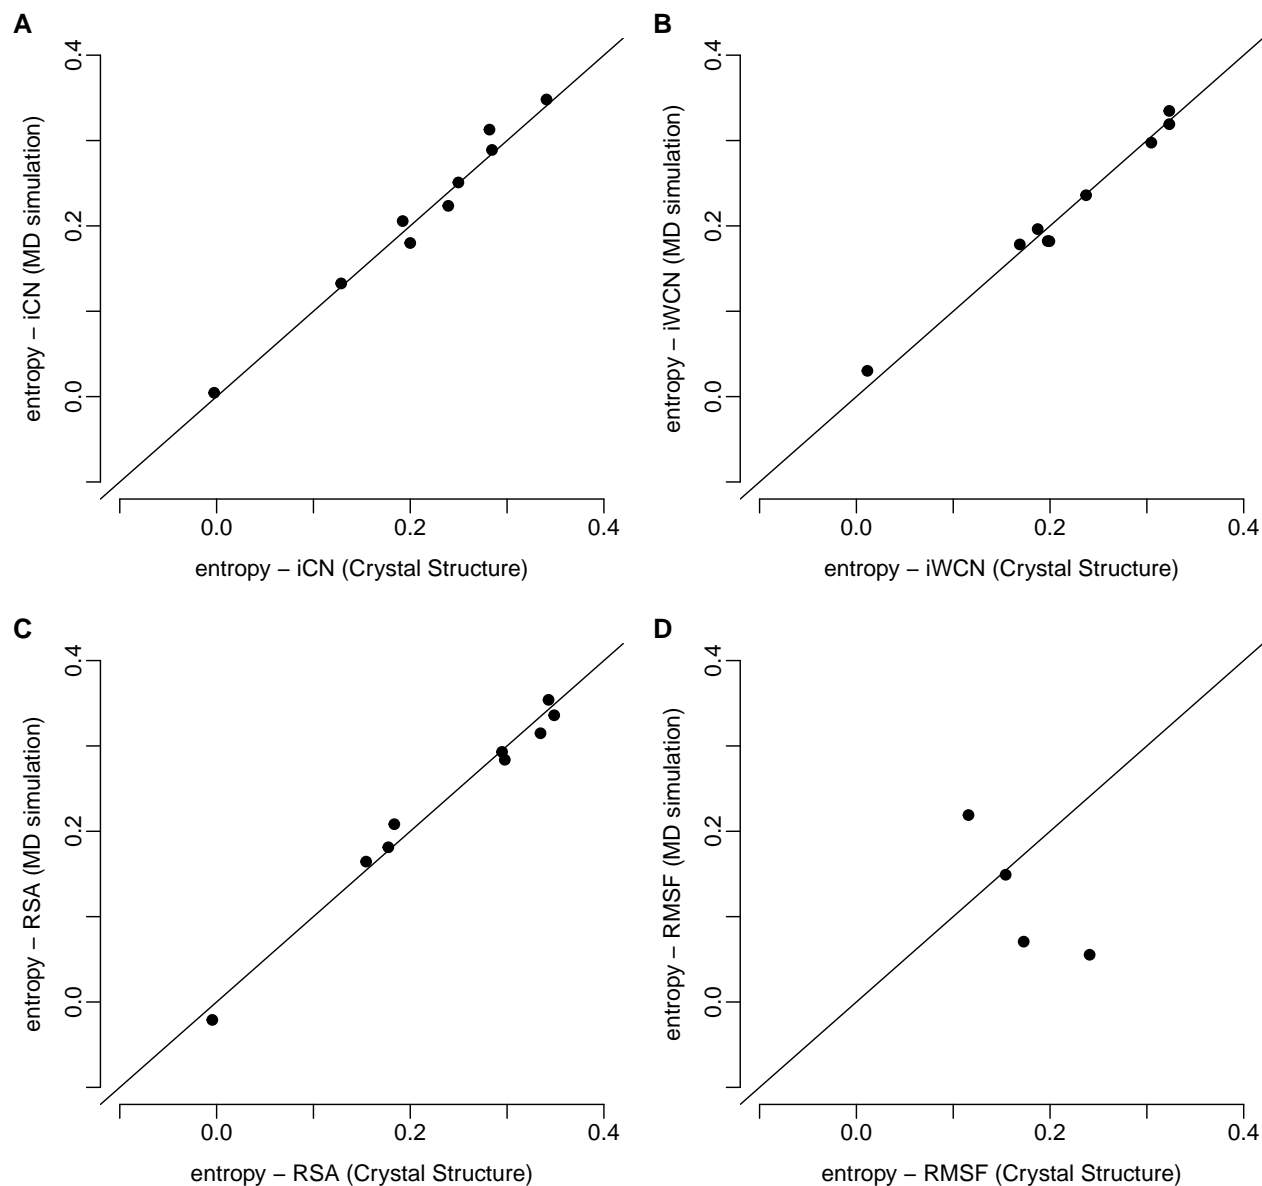 A
entropy – iCN (MD simulation)
0.4
0.2
0.0
0.0 0.2 0.4
entropy – iCN (Crystal Structure)
B
entropy – iWCN (MD simulation)
0.4
0.2
0.0
0.0 0.2 0.4
entropy – iWCN (Crystal Structure)
C
entropy – RSA (MD simulation)
0.4
0.2
0.0
0.0 0.2 0.4
entropy – RSA (Crystal Structure)
D
entropy – RMSF (MD simulation)
0.4
0.2
0.0
0.0 0.2 0.4
entropy – RMSF (Crystal Structure)